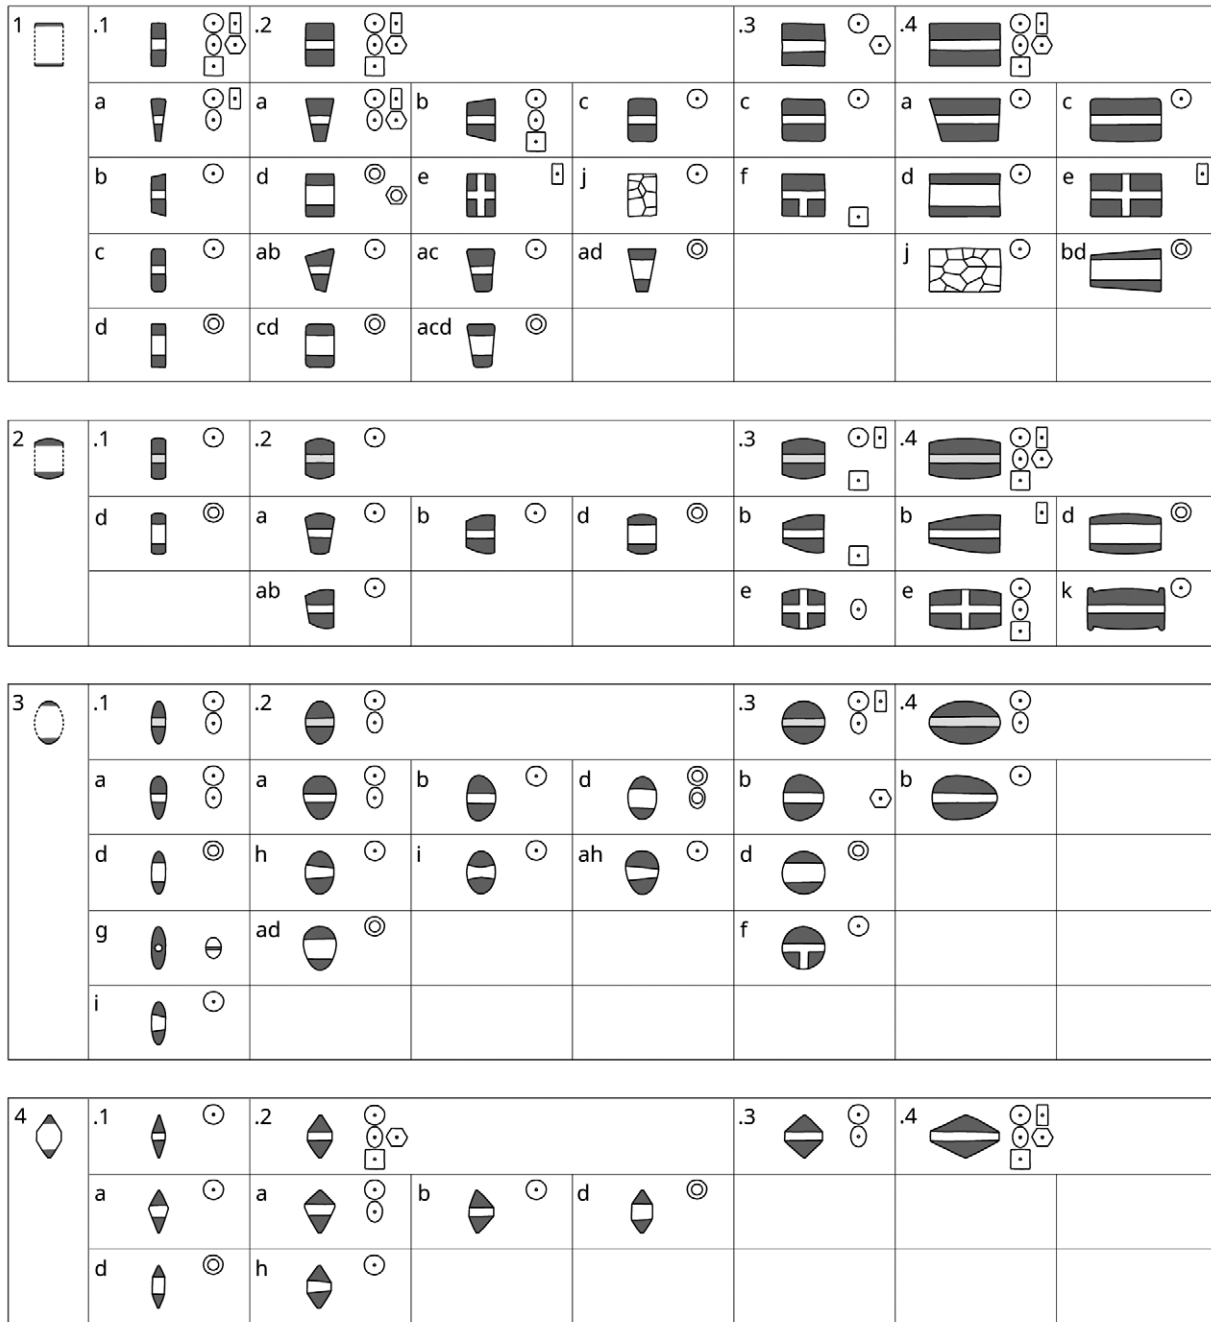 1 .1 .2 .3 .4
a a b c c a c
b d e j f d e
c ab ac ad j bd
d cd acd
2 .1 .2 .3 .4
d a b d b b d
ab e e k
3 .1 .2 .3 .4
a a b d b b
d h i ah d
g ad f
i
4 .1 .2 .3 .4
a a b d
d h